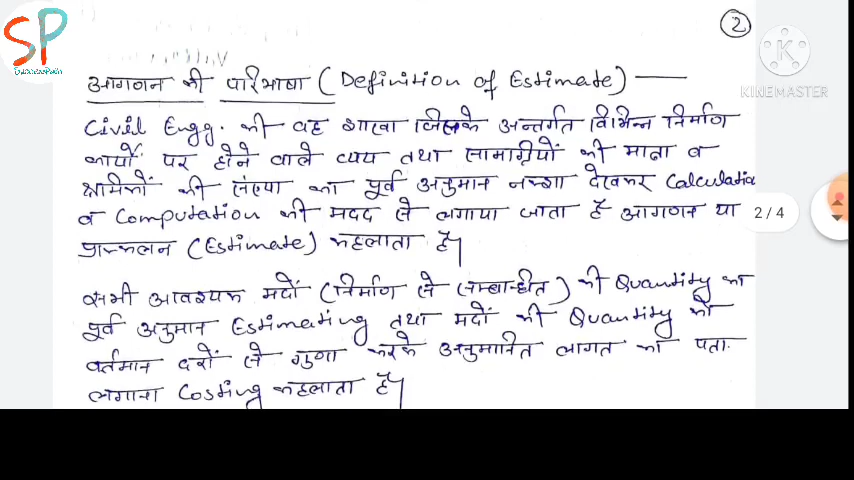 SP
SuccessPath
2
KINEMASTER
आगणन की परिभाषा (Definition of Estimate) —
Civil Engg. की वह शाखा जिसके अन्तर्गत विभिन्न निर्माण
कार्यों पर होने वाले व्यय तथा सामाग्रीयों की मात्रा व
श्रमिकों की संख्या का पूर्व अनुमान नक्शा देखकर Calculation
व Computation की मदद से लगाया जाता है आगणन या
2/4
प्राक्कलन (Estimate) कहलाता है।
सभी आवश्यक मदों (निर्माण से सम्बान्धीत) की Quantity का
पूर्व अनुमान Estimating तथा मदों की Quantity को
वर्तमान दरों से गुणा करके अनुमानित लागत का पता
लगाना Costing कहलाता है।